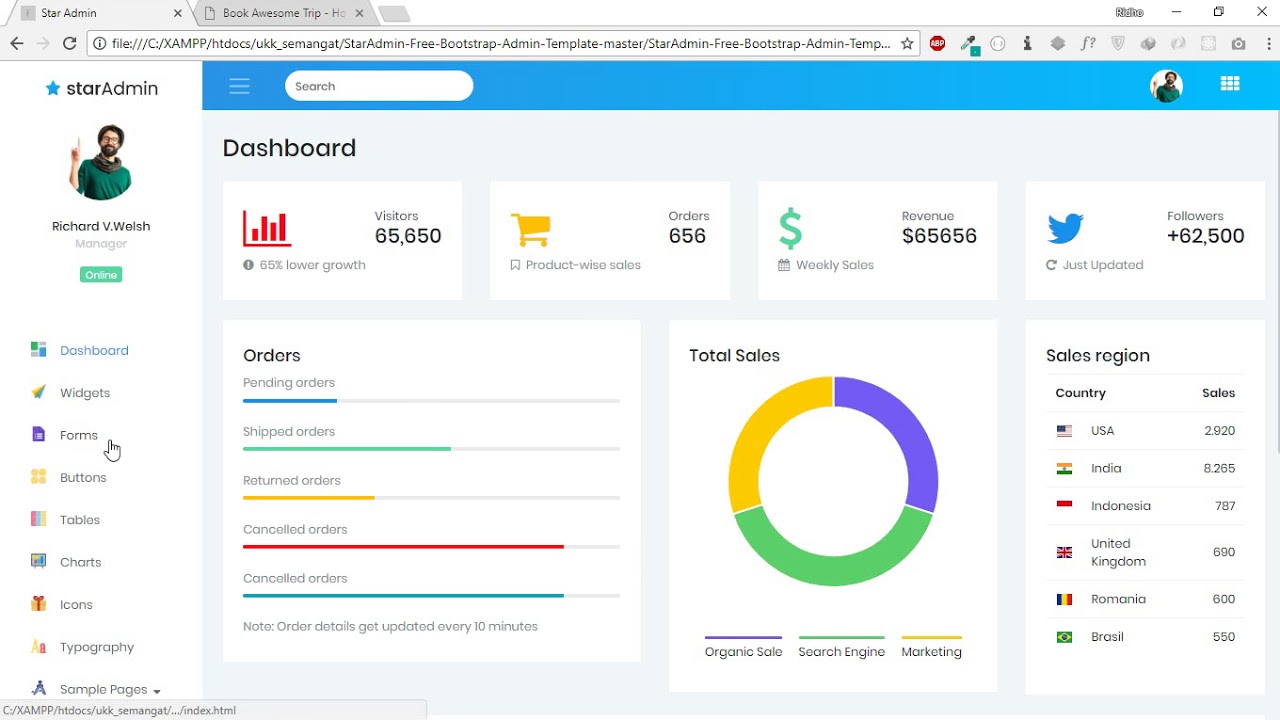 Star Admin
Book Awesome Trip - Ho
Ridho
file:///C:/XAMPP/htdocs/ukk_semangat/StarAdmin-Free-Bootstrap-Admin-Template-master/StarAdmin-Free-Bootstrap-Admin-Temp...
ABP
f?
starAdmin
Search
Richard V.Welsh
Manager
Online
Dashboard
Widgets
Forms
Buttons
Tables
Charts
Icons
Aa
Typography
Sample Pages
Dashboard
Visitors
65,650
65% lower growth
Orders
656
Product-wise sales
$
Revenue
$65656
Weekly Sales
Followers
+62,500
Just Updated
Orders
Pending orders
Shipped orders
Returned orders
Cancelled orders
Cancelled orders
Note: Order details get updated every 10 minutes
Total Sales
Organic Sale Search Engine Marketing
Sales region
Country Sales
USA 2.920
India 8.265
Indonesia 787
United
Kingdom 690
Romania 600
Brasil 550
C:/XAMPP/htdocs/ukk_semangat/.../index.html